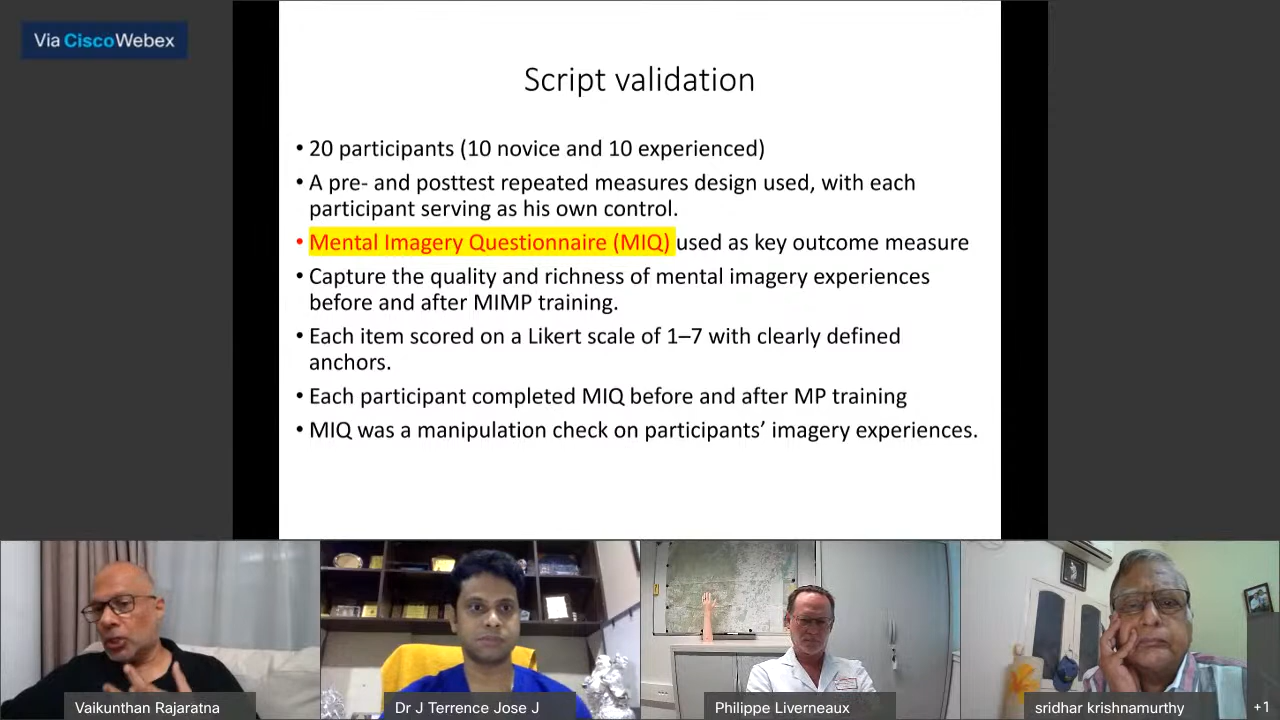 Via CiscoWebex
Script validation
• 20 participants (10 novice and 10 experienced)
• A pre- and posttest repeated measures design used, with each
participant serving as his own control.
• Mental Imagery Questionnaire (MIQ) used as key outcome measure
• Capture the quality and richness of mental imagery experiences
before and after MIMP training.
• Each item scored on a Likert scale of 1–7 with clearly defined
anchors.
• Each participant completed MIQ before and after MP training
• MIQ was a manipulation check on participants’ imagery experiences.
Vaikunthan Rajaratna
Dr J Terrence Jose J
Philippe Liverneaux
sridhar krishnamurthy
+1